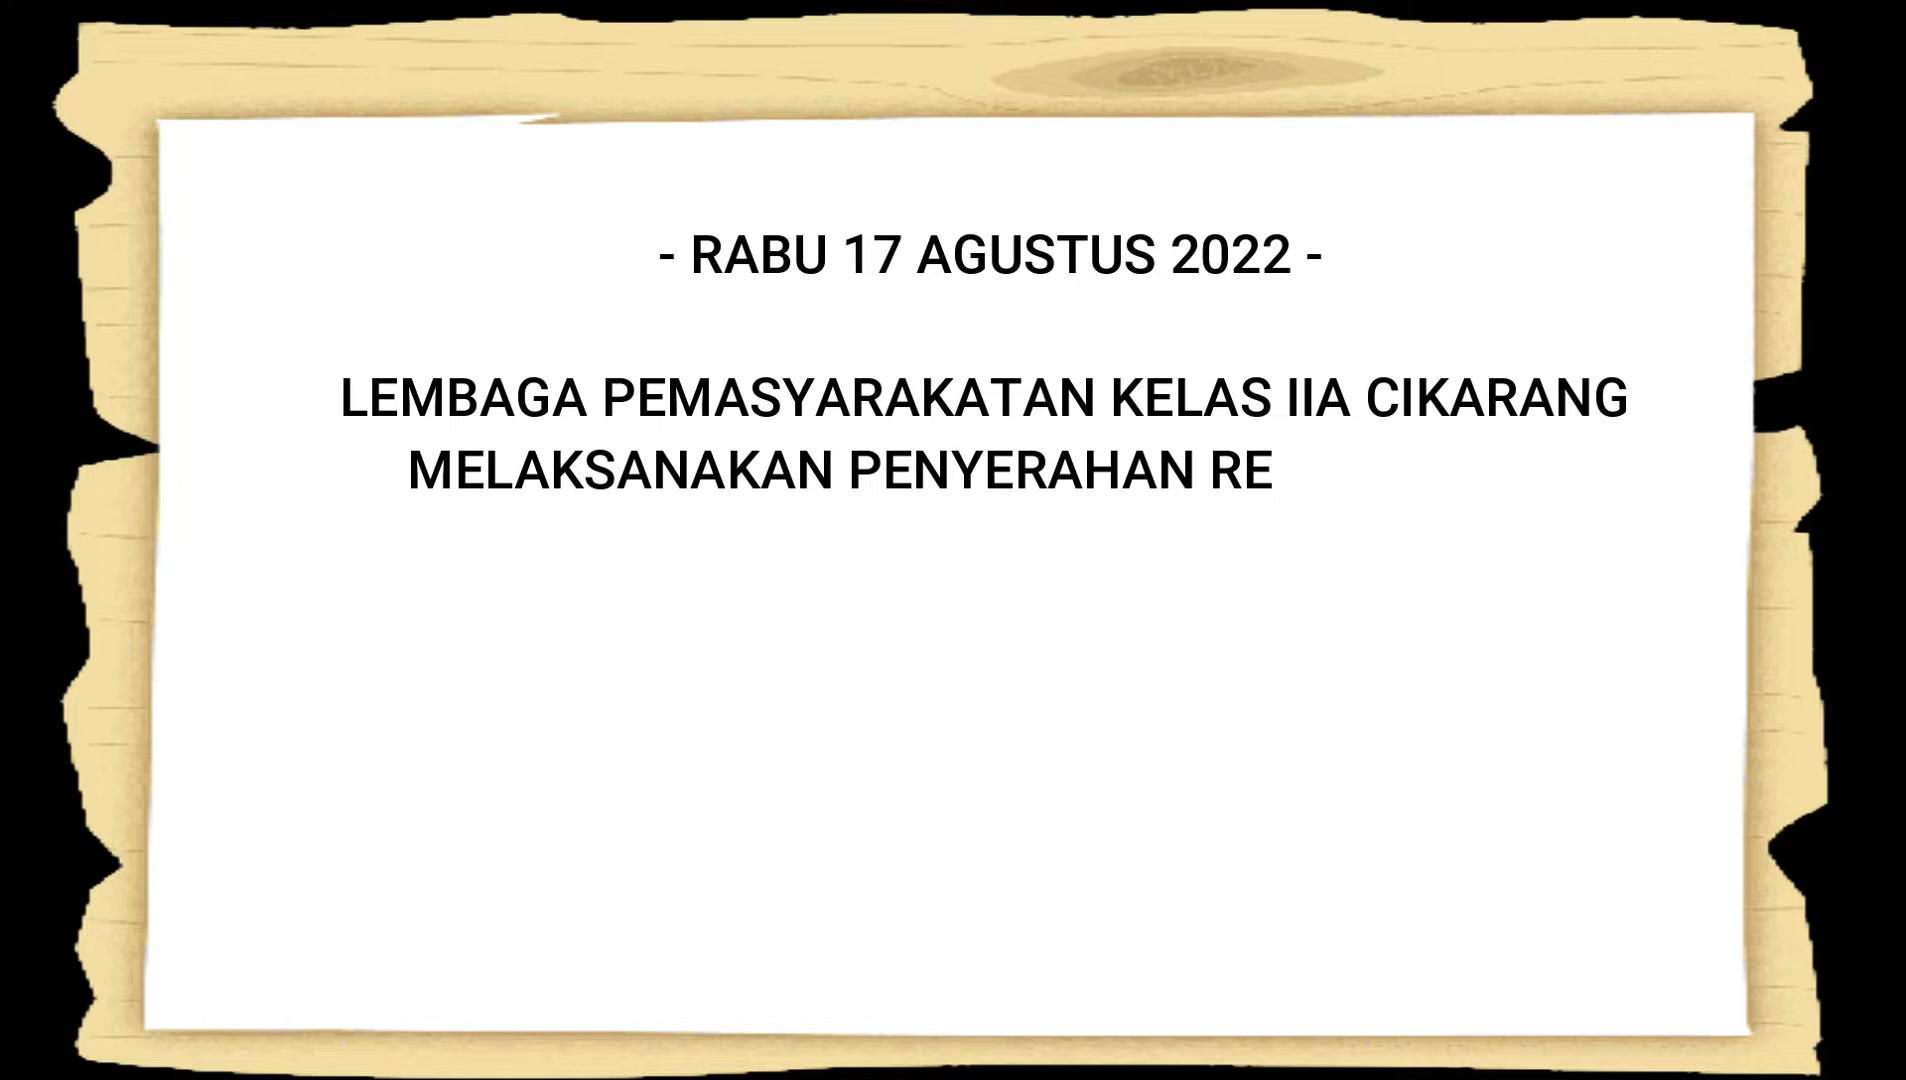 - RABU 17 AGUSTUS 2022 -
LEMBAGA PEMASYARAKATAN KELAS IIA CIKARANG
MELAKSANAKAN PENYERAHAN RE